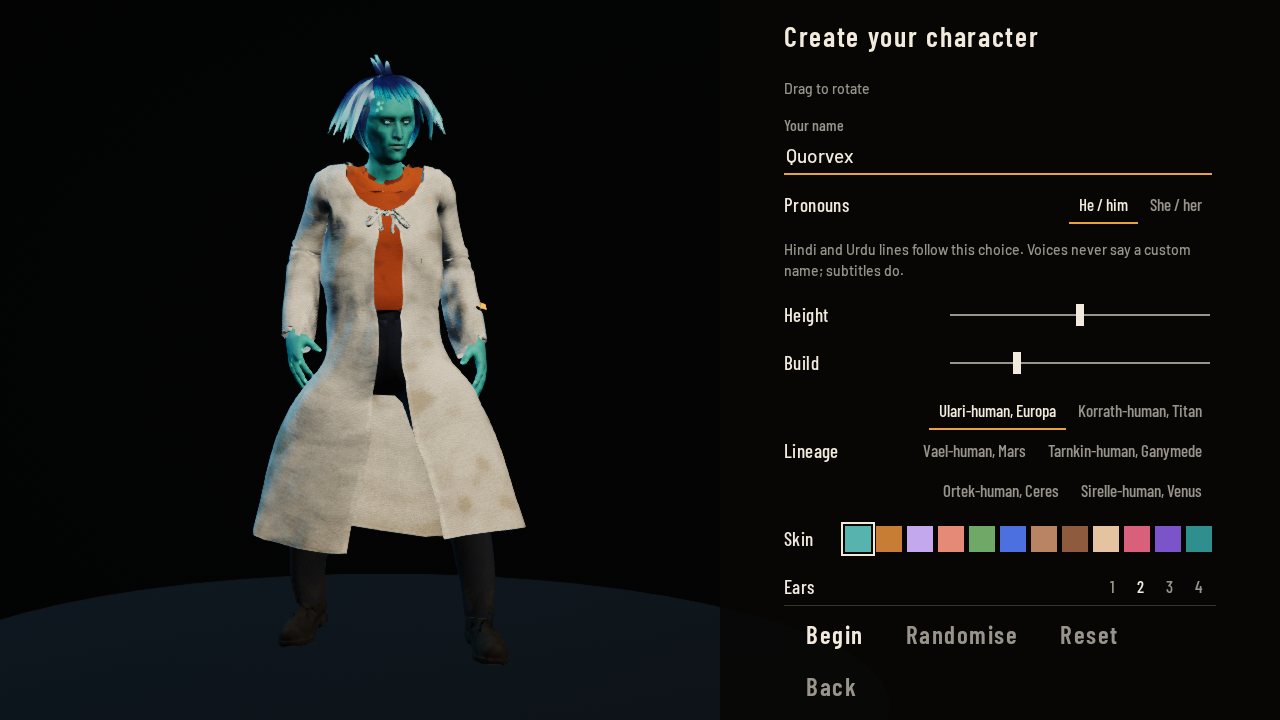 Create your character
Drag to rotate
Your name
Quorvex
Pronouns
He / him
She / her
Hindi and Urdu lines follow this choice. Voices never say a custom
name; subtitles do.
Height
Build
Lineage
Ulari-human, Europa
Korrath-human, Titan
Vael-human, Mars
Tarnkin-human, Ganymede
Ortek-human, Ceres
Sirelle-human, Venus
Skin
Ears
1 2 3 4
Begin
Randomise
Reset
Back